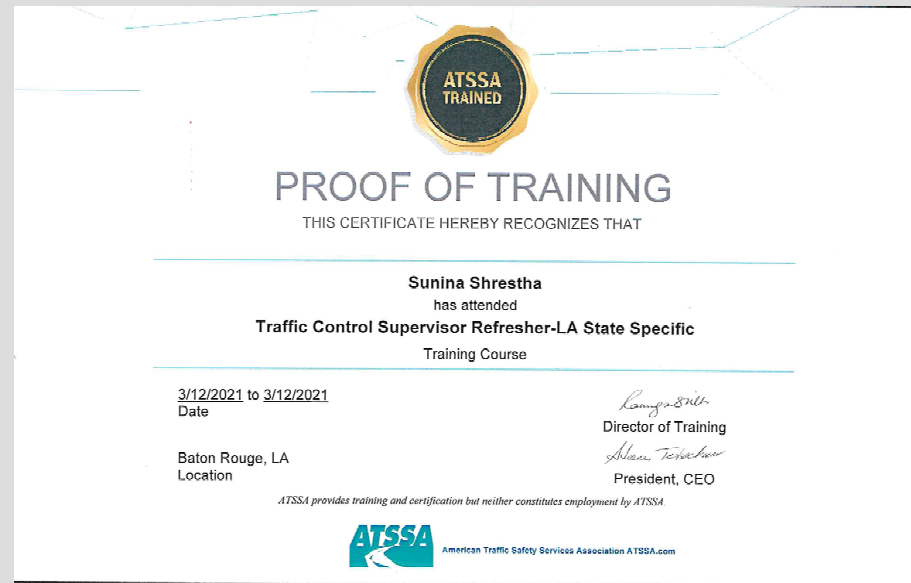 ATSSA
TRAINED
PROOF OF TRAINING
THIS CERTIFICATE HEREBY RECOGNIZES THAT
Sunina Shrestha
has attended
Traffic Control Supervisor Refresher-LA State Specific
Training Course
3/12/2021 to 3/12/2021
Date
Director of Training
Baton Rouge, LA
Location
President, CEO
ATSSA provides training and certification but neither constitutes employment by ATSSA.
ATSSA
American Traffic Safety Services Association ATSSA.com